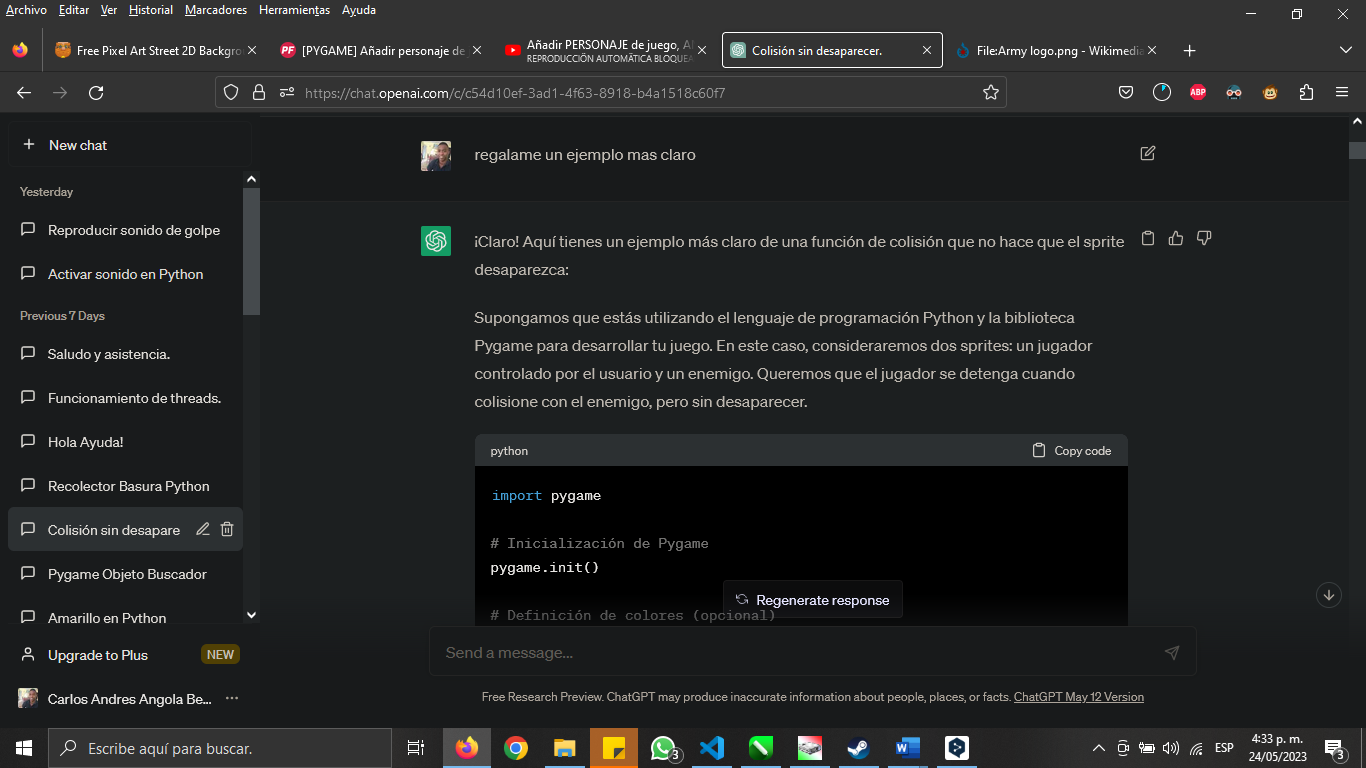 Archivo Editar Ver Historial Marcadores Herramientas Ayuda
Free Pixel Art Street 2D Backgro
[PYGAME] Añadir personaje de
Añadir PERSONAJE de juego, A
REPRODUCCIÓN AUTOMÁTICA BLOQUEA
Colisión sin desaparecer.
File:Army logo.png - Wikimedia
https://chat.openai.com/c/c54d10ef-3ad1-4f63-8918-b4a1518c60f7
ABP
New chat
Yesterday
Reproducir sonido de golpe
Activar sonido en Python
Previous 7 Days
Saludo y asistencia.
Funcionamiento de threads.
Hola Ayuda!
Recolector Basura Python
Colisión sin desapare
Pygame Objeto Buscador
Amarillo en Python
Upgrade to Plus NEW
Carlos Andres Angola Be...
regalame un ejemplo mas claro
¡Claro! Aquí tienes un ejemplo más claro de una función de colisión que no hace que el sprite
desaparezca:
Supongamos que estás utilizando el lenguaje de programación Python y la biblioteca
Pygame para desarrollar tu juego. En este caso, consideraremos dos sprites: un jugador
controlado por el usuario y un enemigo. Queremos que el jugador se detenga cuando
colisione con el enemigo, pero sin desaparecer.
python Copy code
import pygame
# Inicialización de Pygame
pygame.init()
# Definición de colores (opcional)
Regenerate response
Send a message...
Free Research Preview. ChatGPT may produce inaccurate information about people, places, or facts. ChatGPT May 12 Version
Escribe aquí para buscar.
3
ESP
4:33 p. m.
24/05/2023
3